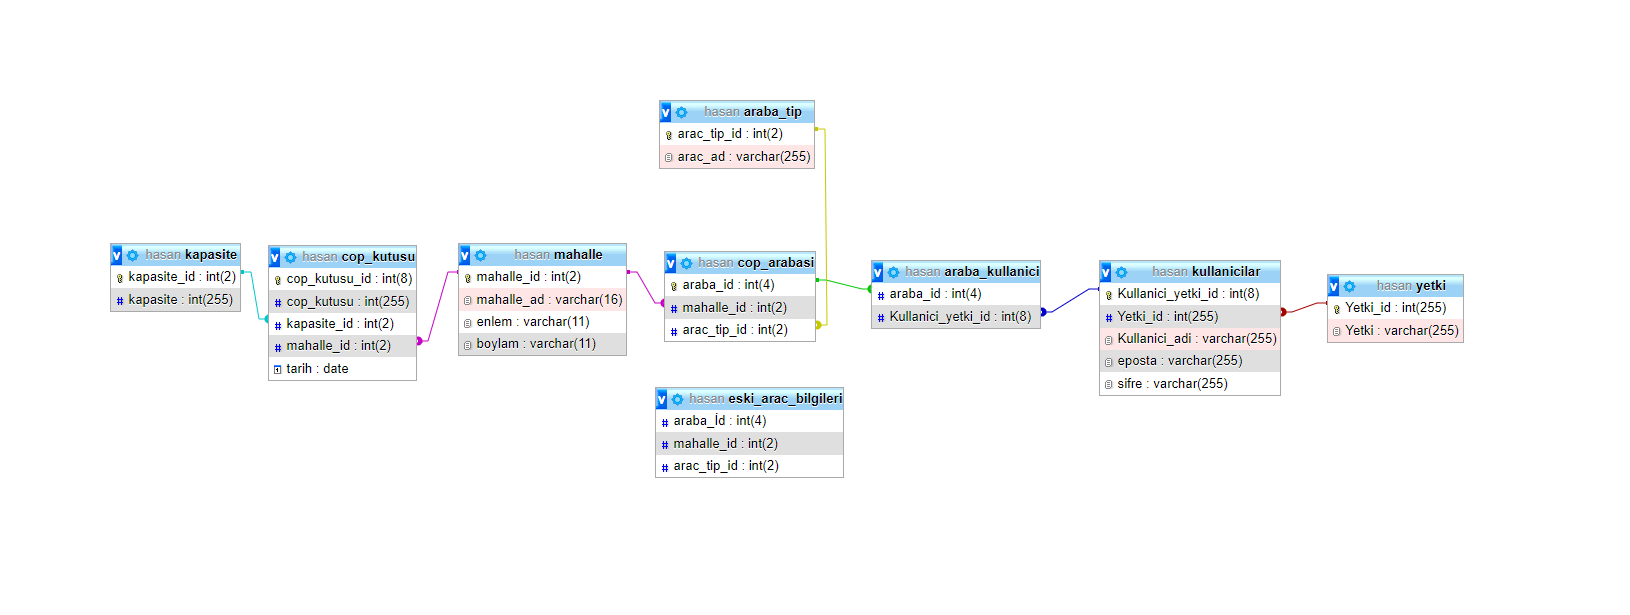 hasan araba_tip
arac_tip_id : int(2)
arac_ad : varchar(255)
hasan kapasite
kapasite_id : int(2)
kapasite : int(255)
hasan cop_kutusu
cop_kutusu_id : int(8)
cop_kutusu : int(255)
kapasite_id : int(2)
mahalle_id : int(2)
tarih : date
hasan mahalle
mahalle_id : int(2)
mahalle_ad : varchar(16)
enlem : varchar(11)
boylam : varchar(11)
hasan cop_arabasi
araba_id : int(4)
mahalle_id : int(2)
arac_tip_id : int(2)
hasan araba_kullanici
araba_id : int(4)
Kullanici_yetki_id : int(8)
hasan kullanicilar
Kullanici_yetki_id : int(8)
Yetki_id : int(255)
Kullanici_adi : varchar(255)
eposta : varchar(255)
sifre : varchar(255)
hasan yetki
Yetki_id : int(255)
Yetki : varchar(255)
hasan eski_arac_bilgileri
araba_İd : int(4)
mahalle_id : int(2)
arac_tip_id : int(2)